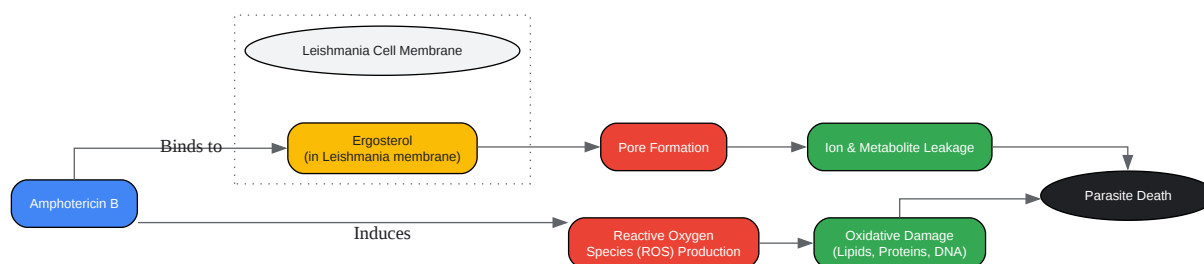 Leishmania Cell Membrane
Binds to
Ergosterol
(in Leishmania membrane)
Pore Formation
Ion & Metabolite Leakage
Amphotericin B
Parasite Death
Induces
Reactive Oxygen
Species (ROS) Production
Oxidative Damage
(Lipids, Proteins, DNA)